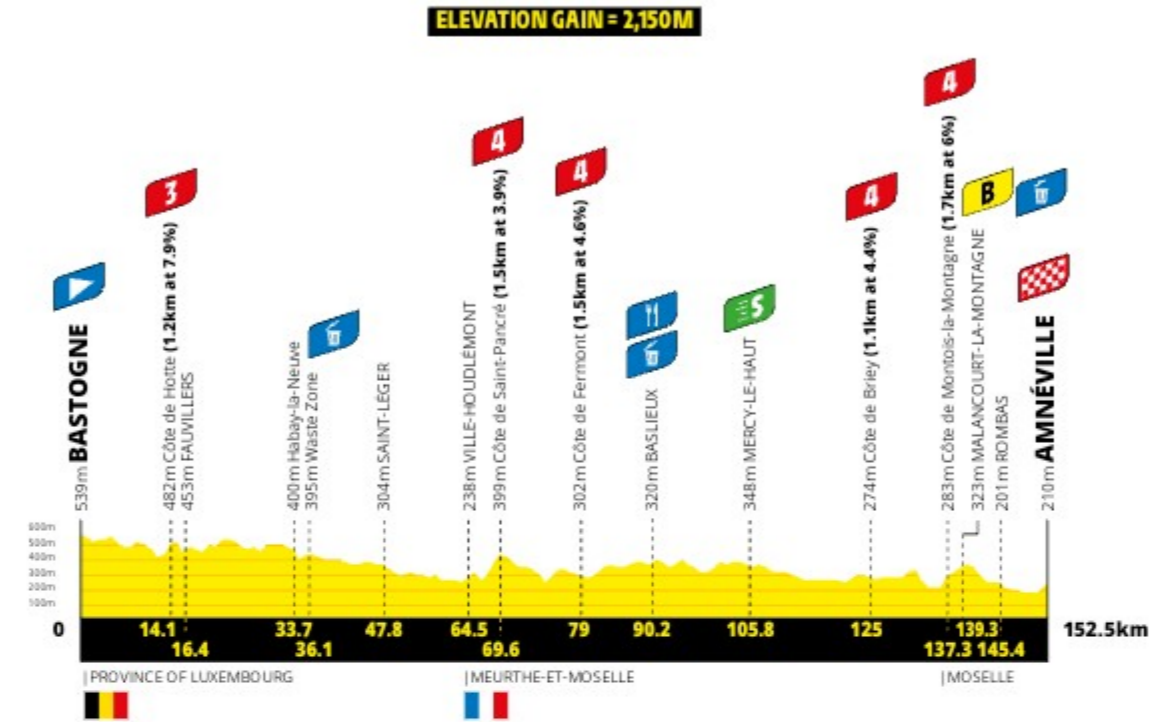 ELEVATION GAIN = 2,150M
539m BASTOGNE
3
482m Côte de Hotte (1.2km at 7.9%)
453m FAUVILLERS
400m Habay-la-Neuve
395m Waste Zone
304m SAINT-LÉGER
238m VILLE-HOUDLÉMONT
4
399m Côte de Saint-Pancré (1.5km at 3.9%)
4
302m Côte de Fermont (1.5km at 4.6%)
320m BASLIEUX
S
348m MERCY-LE-HAUT
4
274m Côte de Briey (1.1km at 4.4%)
4
283m Côte de Montois-la-Montagne (1.7km at 6%)
B
323m MALANCOURT-LA-MONTAGNE
201m ROMBAS
210m AMNÉVILLE
600m
500m
400m
300m
200m
100m
0 14.1 33.7 47.8 64.5 79 90.2 105.8 125 139.3 152.5km
16.4 36.1 69.6 137.3 145.4
|PROVINCE OF LUXEMBOURG |MEURTHE-ET-MOSELLE |MOSELLE